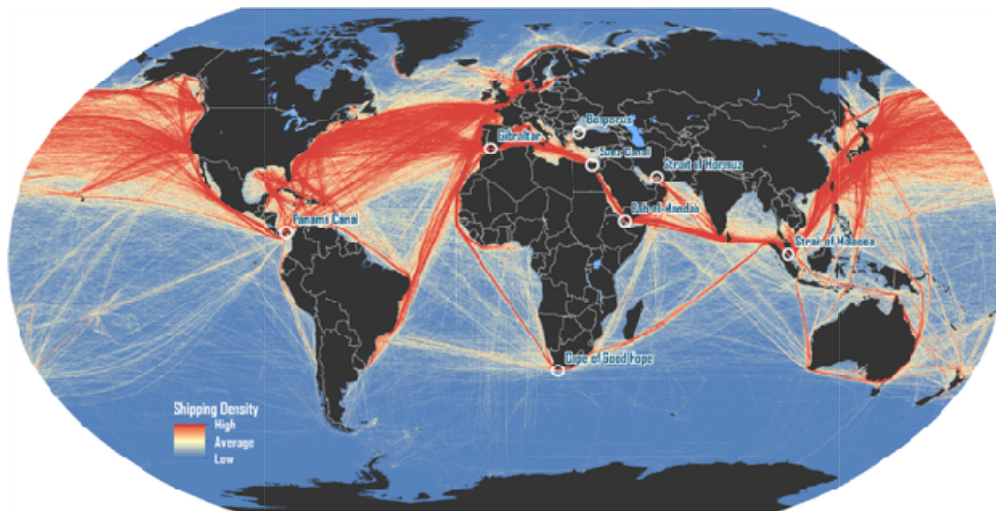 Bosporus
Gibraltar
Suez Canal
Strait of Hormuz
Bab el-Mandab
Panama Canal
Strait of Malacca
Cape of Good Hope
Shipping Density
High
Average
Low